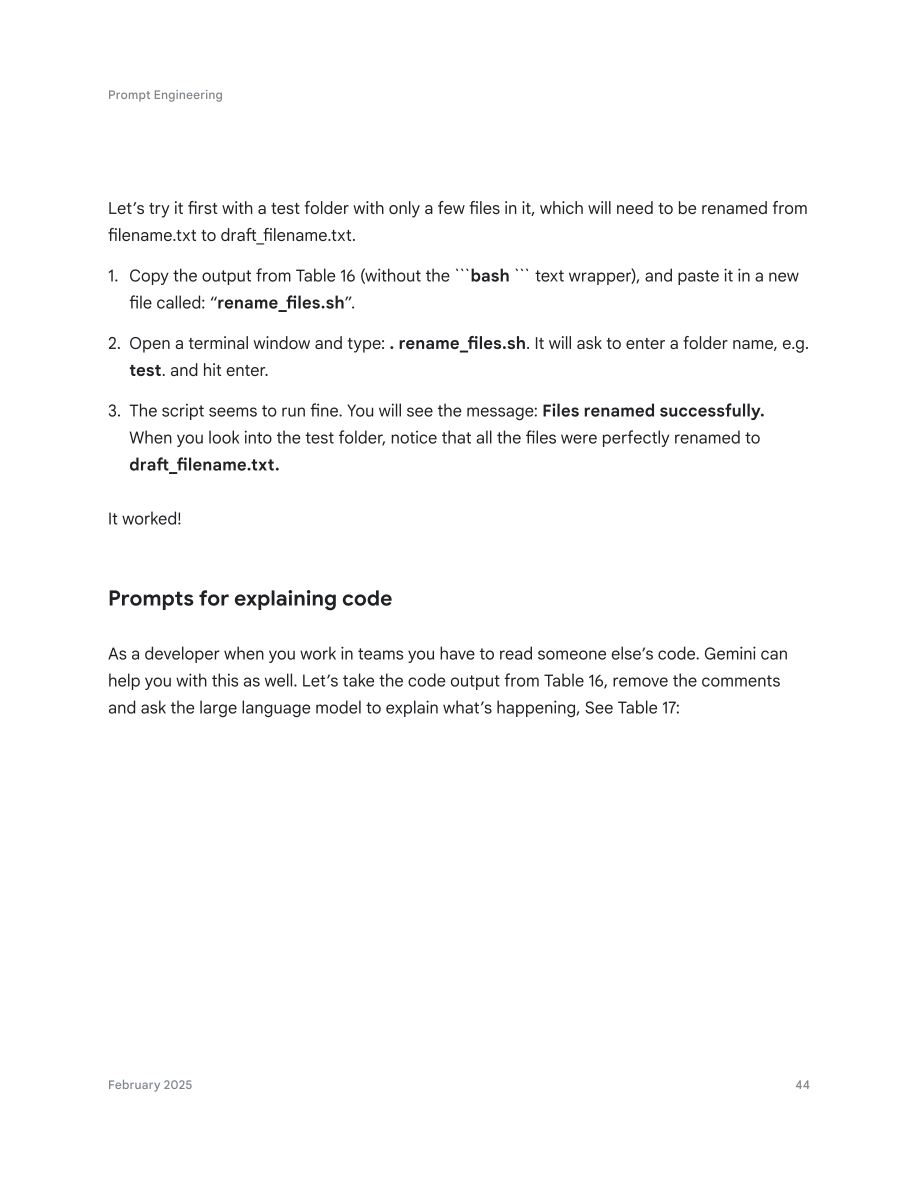 Prompt Engineering
Let’s try it first with a test folder with only a few files in it, which will need to be renamed from
filename.txt to draft_filename.txt.
1. Copy the output from Table 16 (without the ```bash ``` text wrapper), and paste it in a new
file called: “rename_files.sh”.
2. Open a terminal window and type: . rename_files.sh. It will ask to enter a folder name, e.g.
test. and hit enter.
3. The script seems to run fine. You will see the message: Files renamed successfully.
When you look into the test folder, notice that all the files were perfectly renamed to
draft_filename.txt.
It worked!
Prompts for explaining code
As a developer when you work in teams you have to read someone else’s code. Gemini can
help you with this as well. Let’s take the code output from Table 16, remove the comments
and ask the large language model to explain what’s happening, See Table 17:
February 2025 44